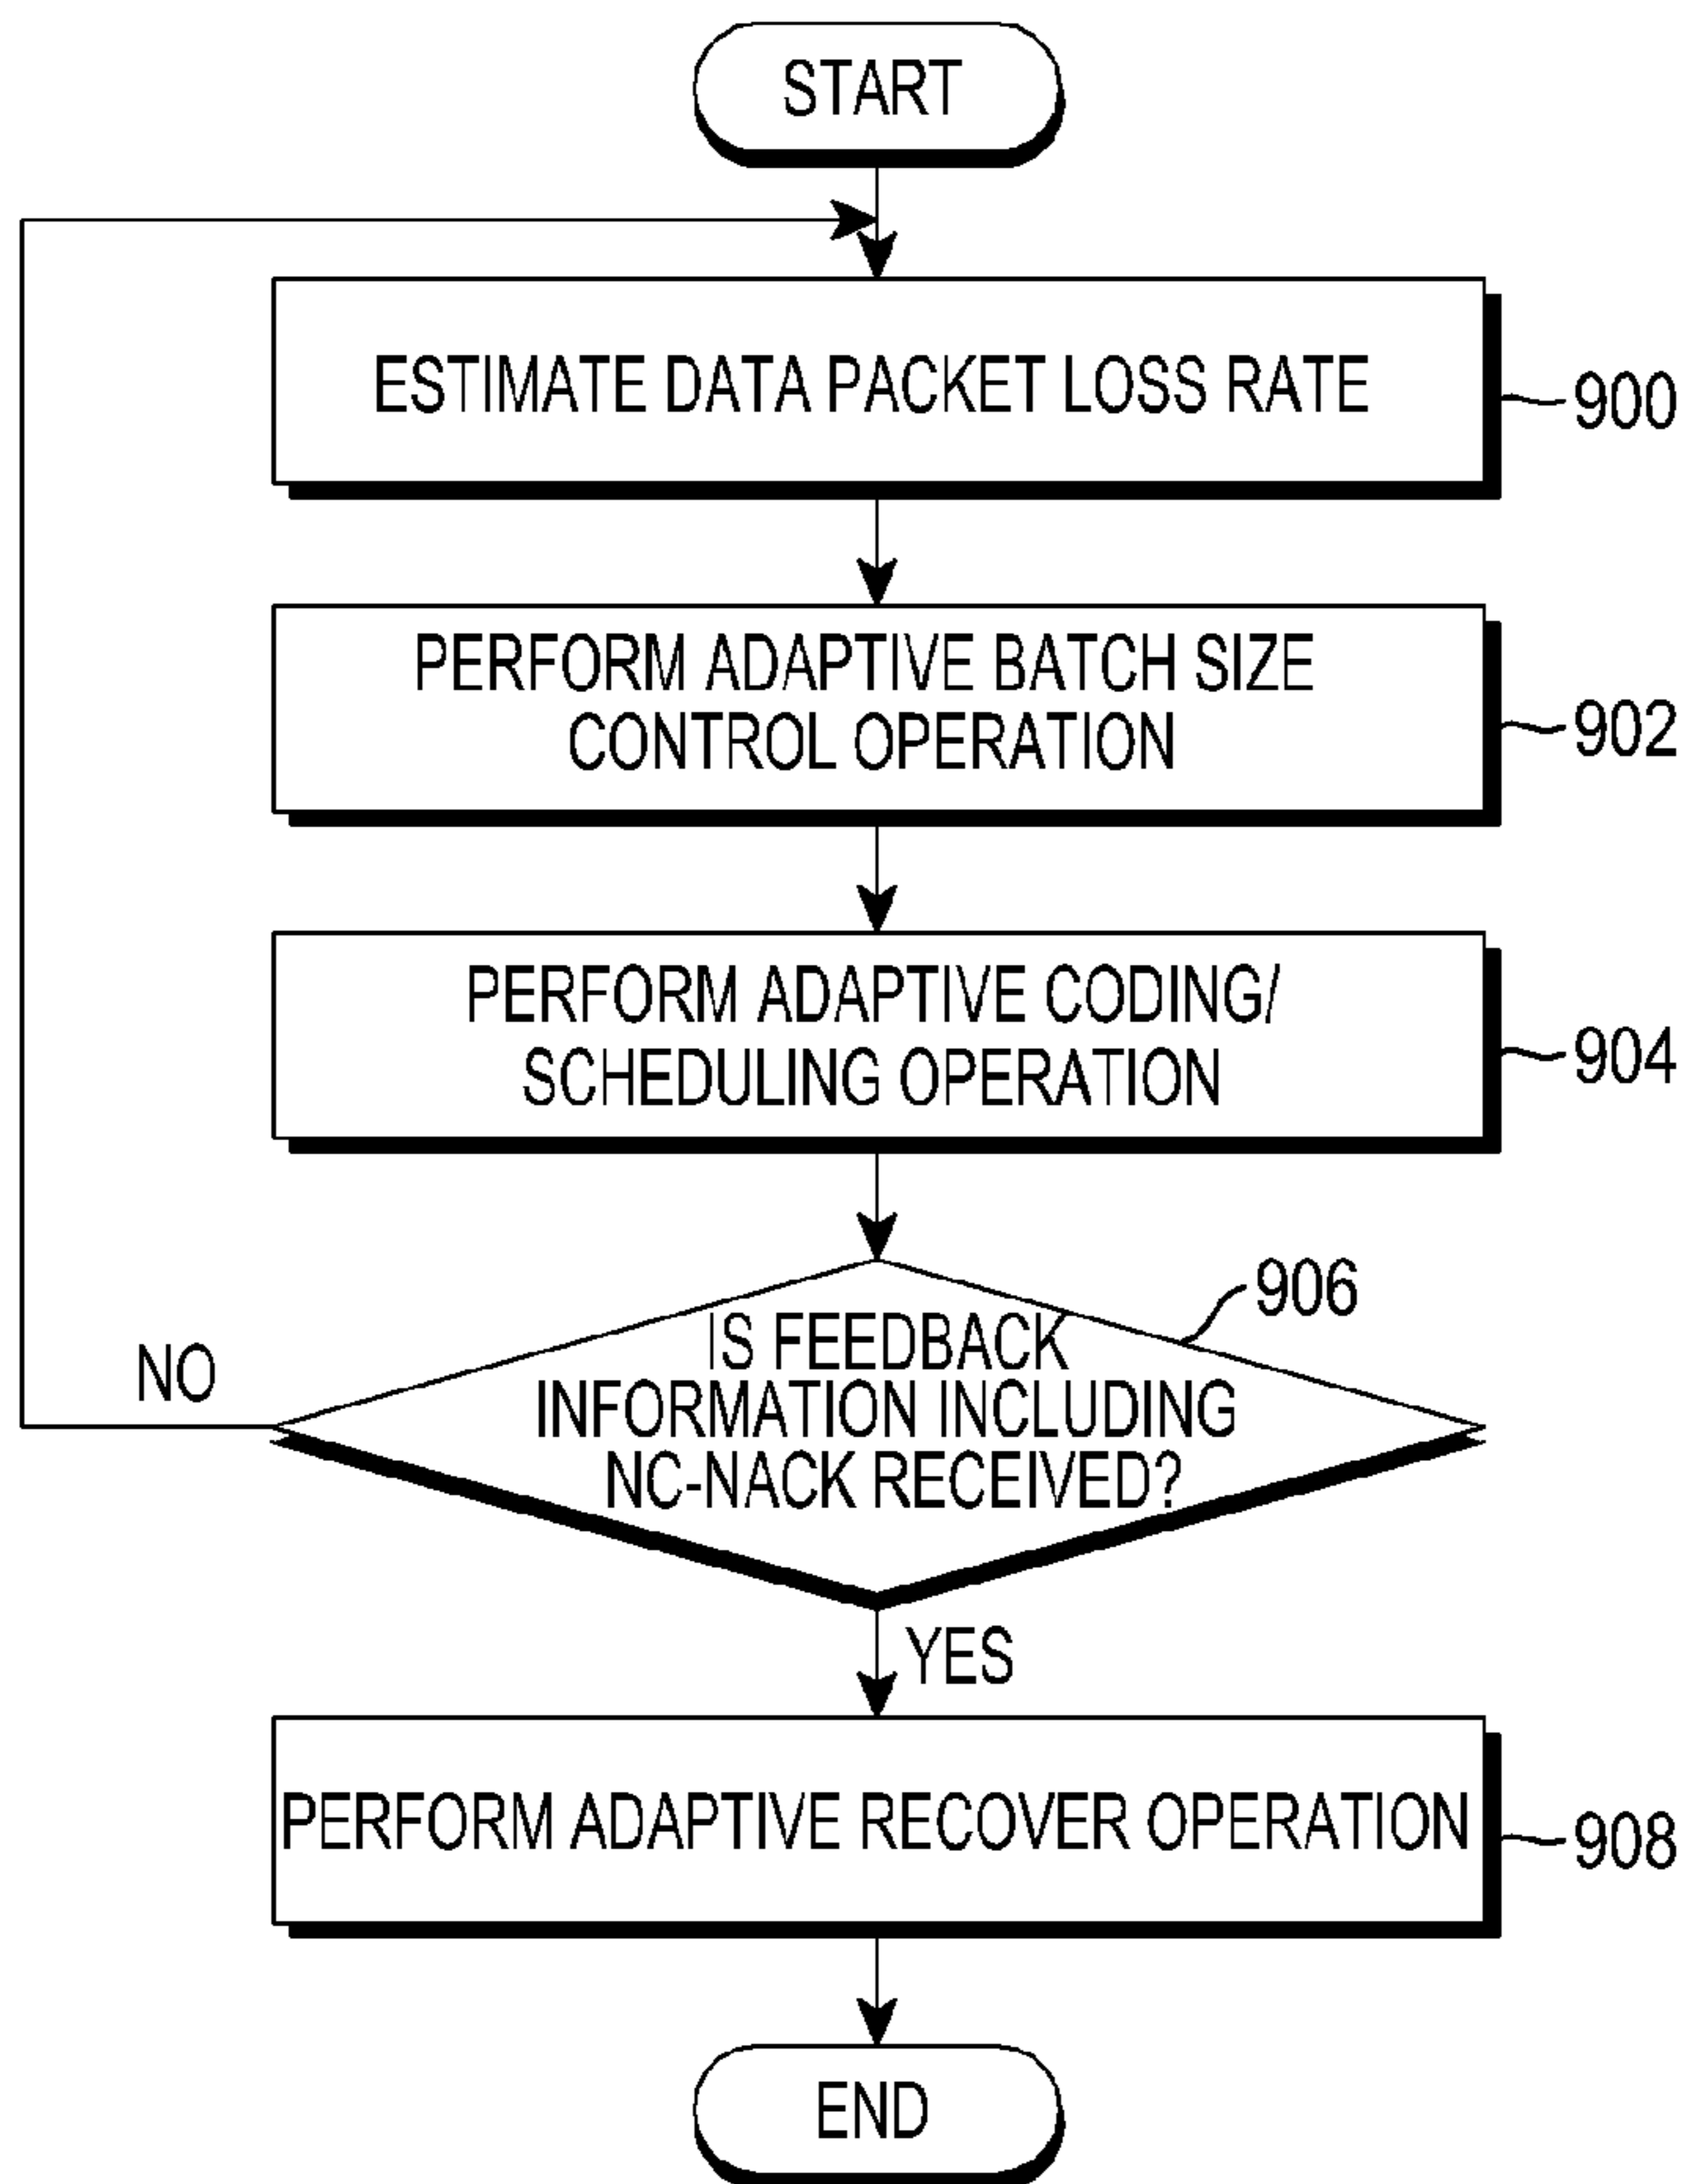 START
ESTIMATE DATA PACKET LOSS RATE
900
PERFORM ADAPTIVE BATCH SIZE
CONTROL OPERATION
902
PERFORM ADAPTIVE CODING/
SCHEDULING OPERATION
904
906
IS FEEDBACK
INFORMATION INCLUDING
NC-NACK RECEIVED?
NO
YES
PERFORM ADAPTIVE RECOVER OPERATION
908
END